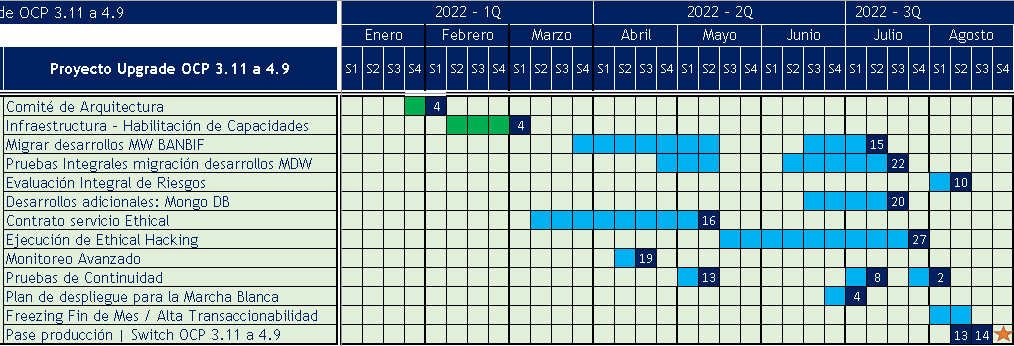 de OCP 3.11 a 4.9
2022 - 1Q 2022 - 2Q 2022 - 3Q
Enero Febrero Marzo Abril Mayo Junio Julio Agosto
Proyecto Upgrade OCP 3.11 a 4.9 S1 S2 S3 S4 S1 S2 S3 S4 S1 S2 S3 S4 S1 S2 S3 S4 S1 S2 S3 S4 S1 S2 S3 S4 S1 S2 S3 S4 S1 S2 S3 S4
Comité de Arquitectura 4
Infraestructura - Habilitación de Capacidades 4
Migrar desarrollos MW BANBIF 15
Pruebas Integrales migración desarrollos MDW 22
Evaluación Integral de Riesgos 10
Desarrollos adicionales: Mongo DB 20
Contrato servicio Ethical 16
Ejecución de Ethical Hacking 27
Monitoreo Avanzado 19
Pruebas de Continuidad 13 8 2
Plan de despliegue para la Marcha Blanca 4
Freezing Fin de Mes / Alta Transaccionabilidad
Pase producción | Switch OCP 3.11 a 4.9 13 14